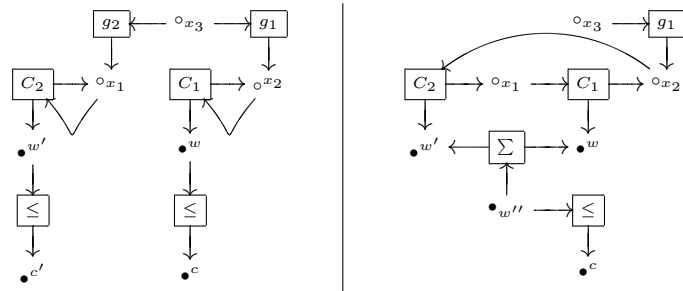 g₂ ∘x₃ g₁ ∘x₃ g₁
C₂ ∘x₁ C₁ ∘x₂ C₂ ∘x₁ C₁ ∘x₂
•w′ •w •w′ ∑ •w
≤ ≤ •w″ ≤
•c′ •c •c